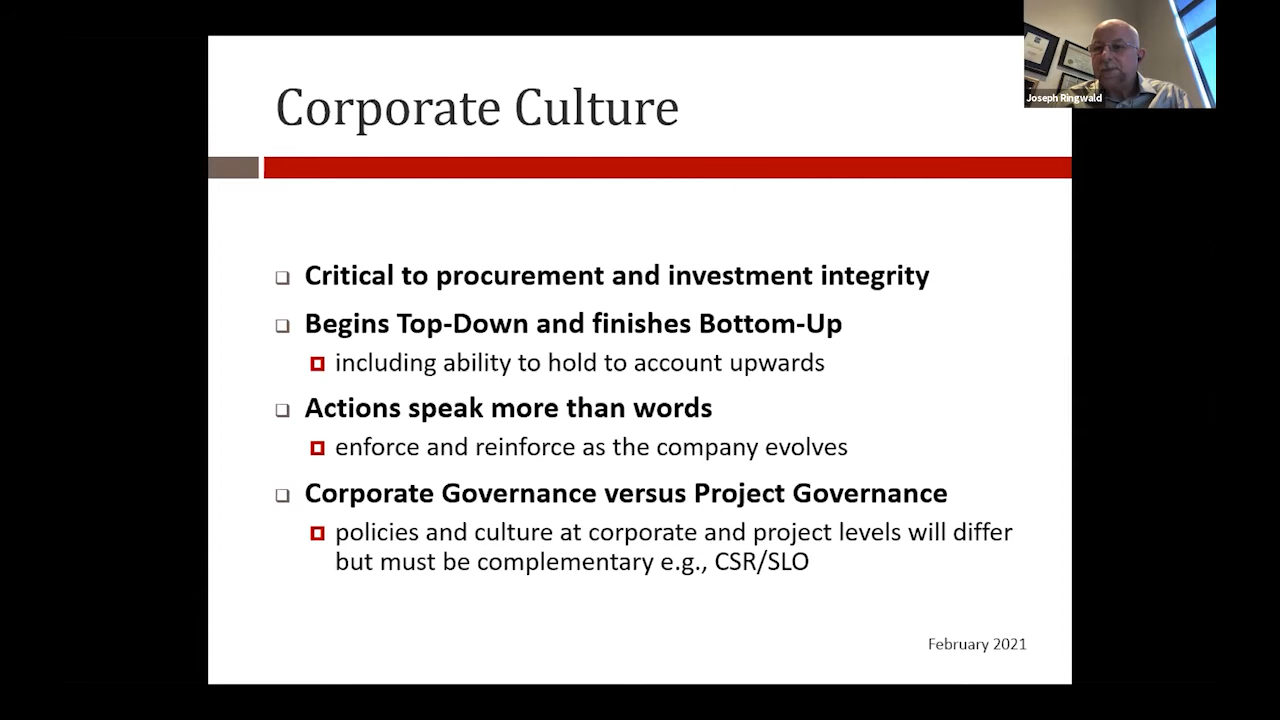 Corporate Culture
Joseph Ringwald
Critical to procurement and investment integrity
Begins Top-Down and finishes Bottom-Up
including ability to hold to account upwards
Actions speak more than words
enforce and reinforce as the company evolves
Corporate Governance versus Project Governance
policies and culture at corporate and project levels will differ
but must be complementary e.g., CSR/SLO
February 2021